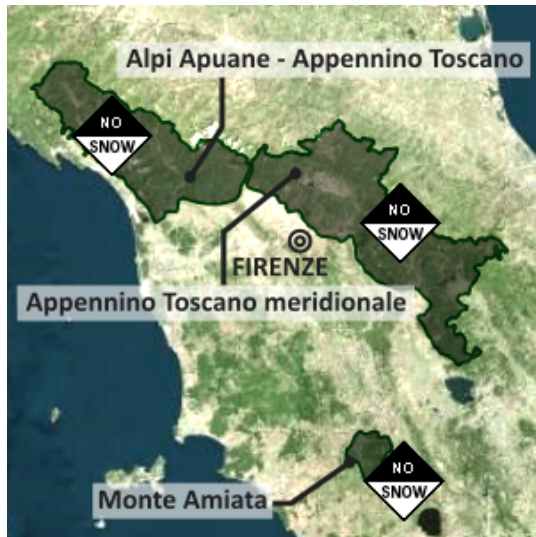 Alpi Apuane - Appennino Toscano
NO
SNOW
NO
SNOW
FIRENZE
Appennino Toscano meridionale
NO
SNOW
Monte Amiata